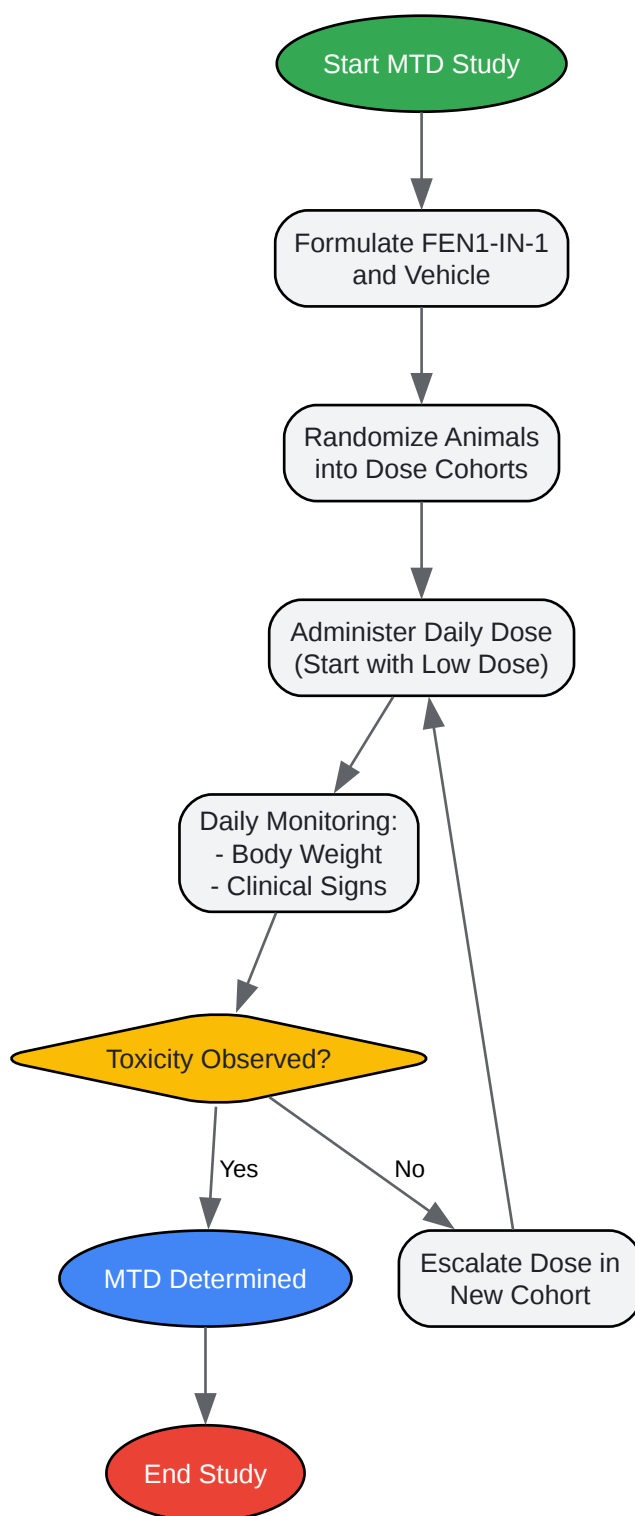 Start MTD Study
Formulate FEN1-IN-1
and Vehicle
Randomize Animals
into Dose Cohorts
Administer Daily Dose
(Start with Low Dose)
Daily Monitoring:
- Body Weight
- Clinical Signs
Toxicity Observed?
Yes
No
MTD Determined
Escalate Dose in
New Cohort
End Study